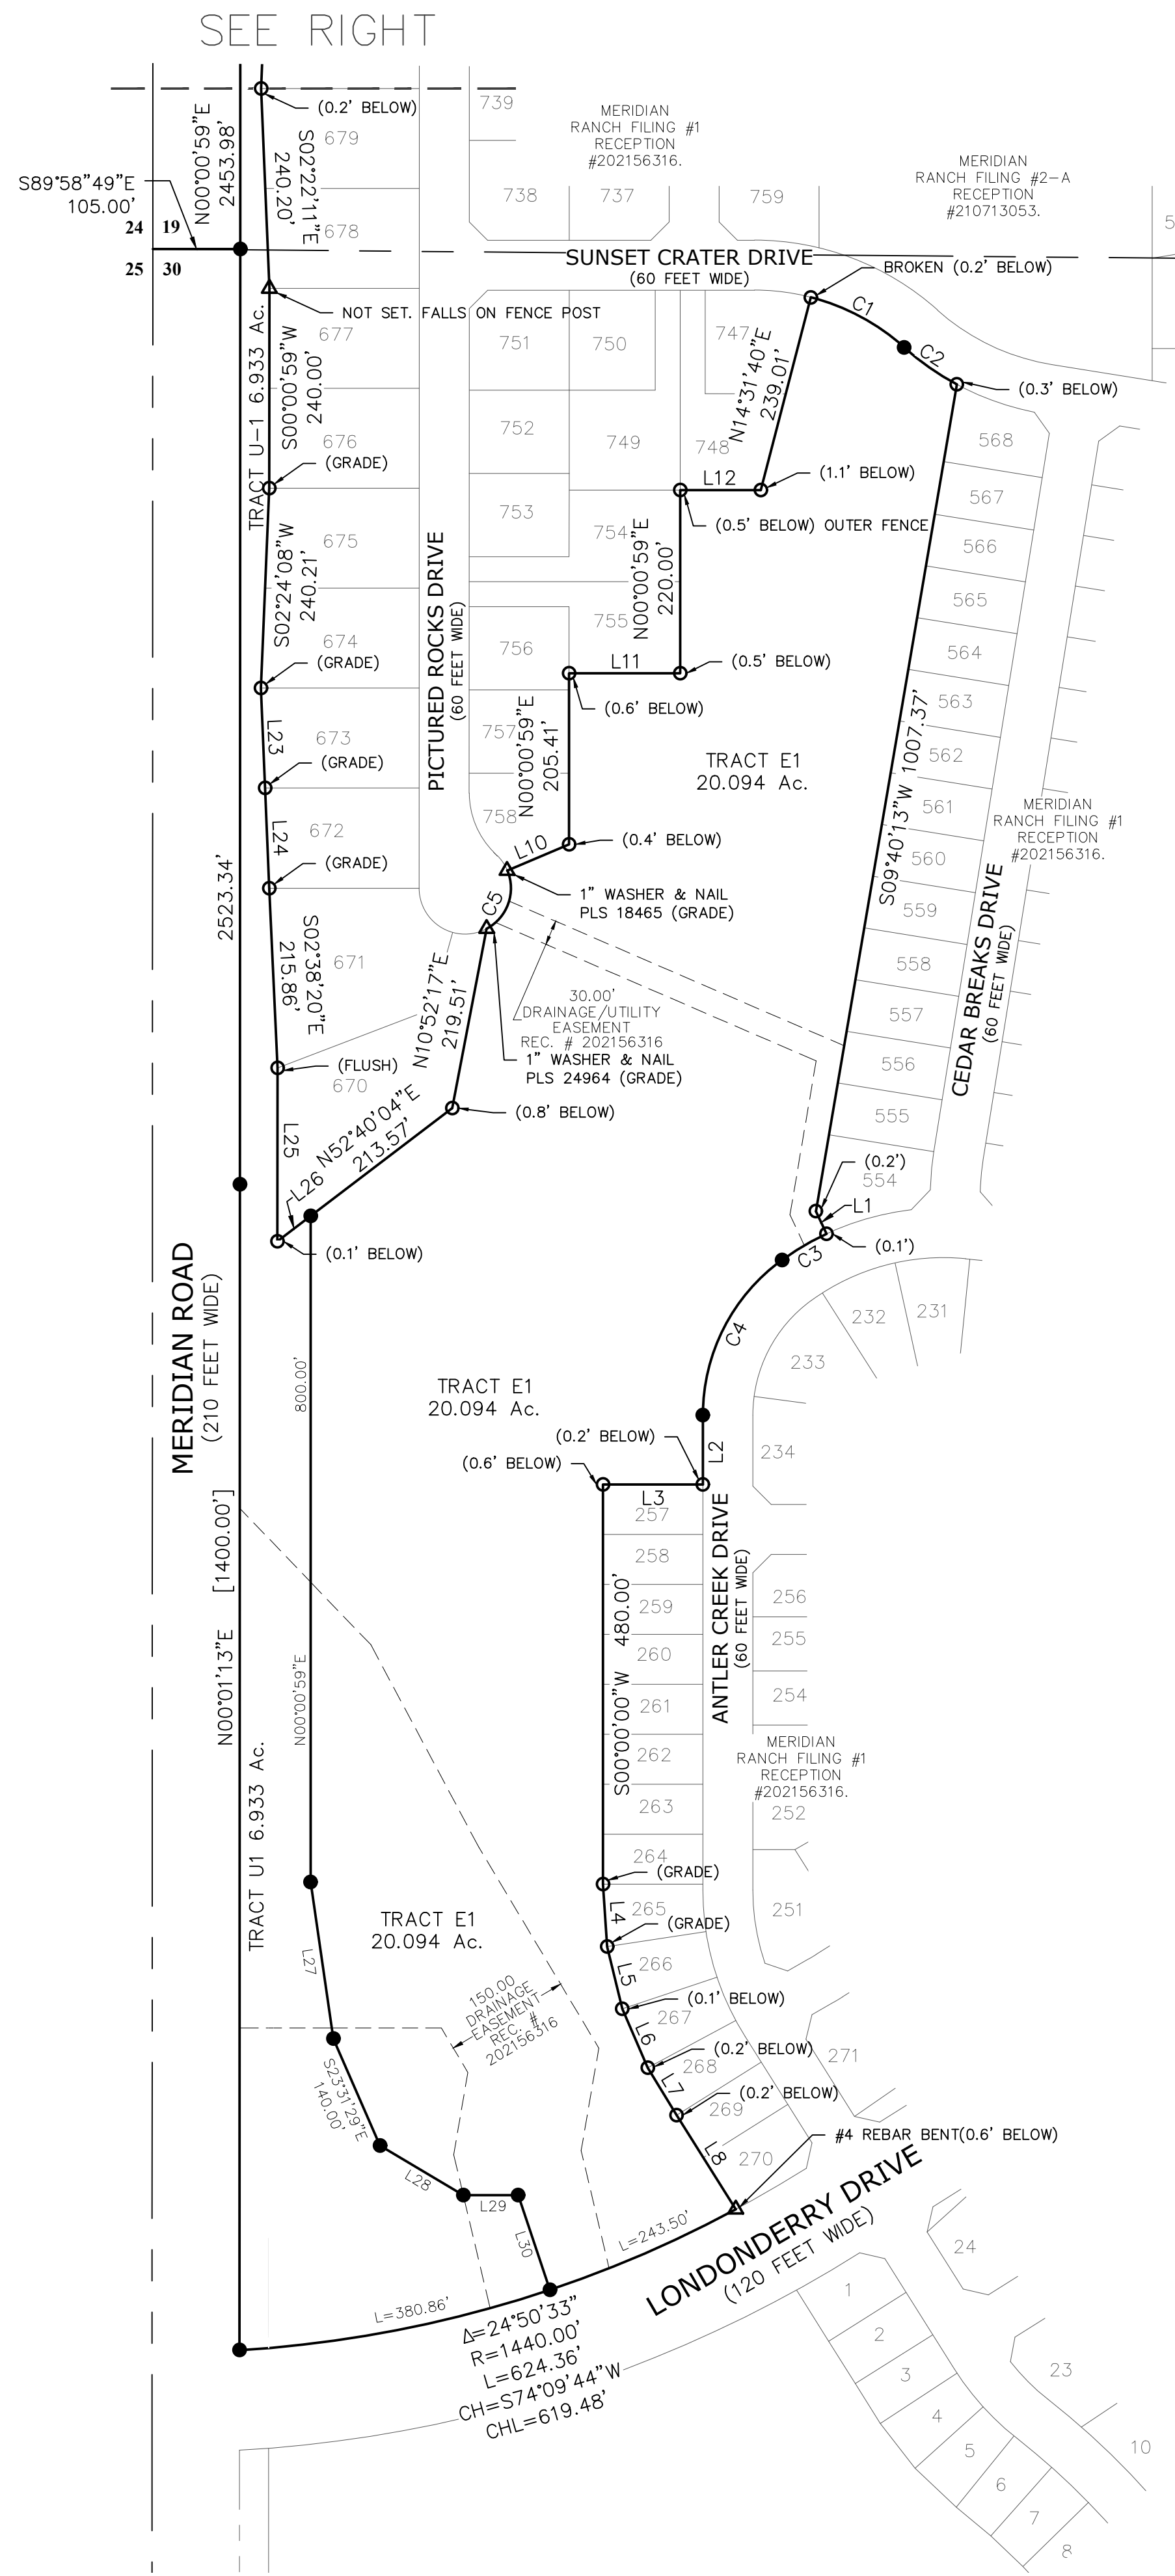 SEE RIGHT
(0.2' BELOW)
N00°00'59"E
2453.98'
S02°22'11"E
240.20'
679
678
739
MERIDIAN
RANCH FILING #1
RECEPTION
#202156316.
738
737
759
MERIDIAN
RANCH FILING #2-A
RECEPTION
#210713053.
5
S89°58'49"E
105.00'
24 19
25 30
SUNSET CRATER DRIVE
(60 FEET WIDE)
BROKEN (0.2' BELOW)
NOT SET. FALLS ON FENCE POST
C1
C2
(0.3' BELOW)
TRACT U-1 6.933 Ac.
S00°00'59"W
240.00'
677
676
(GRADE)
751
750
747
N14°31'40"E
239.01'
752
749
748
L12
(1.1' BELOW)
(0.5' BELOW) OUTER FENCE
568
567
566
565
564
563
562
561
560
559
558
557
556
555
554
675
S02°24'08"W
240.21'
674
(GRADE)
753
754
N00°00'59"E
220.00'
755
756
L11
(0.5' BELOW)
(0.6' BELOW)
PICTURED ROCKS DRIVE
(60 FEET WIDE)
L23
673
(GRADE)
757
N00°00'59"E
205.41'
TRACT E1
20.094 Ac.
S09°40'13"W 1007.37'
MERIDIAN
RANCH FILING #1
RECEPTION
#202156316.
L24
672
(GRADE)
758
L10
(0.4' BELOW)
1" WASHER & NAIL
PLS 18465 (GRADE)
C5
2523.34'
S02°38'20"E
215.86'
671
N10°52'17"E
219.51'
30.00'
DRAINAGE/UTILITY
EASEMENT
REC. # 202156316
1" WASHER & NAIL
PLS 24964 (GRADE)
CEDAR BREAKS DRIVE
(60 FEET WIDE)
(FLUSH)
670
(0.8' BELOW)
L25
N52°40'04"E
213.57'
L26
(0.1' BELOW)
(0.2')
L1
(0.1')
C3
C4
MERIDIAN ROAD
(210 FEET WIDE)
800.00'
N00°00'59"E
232
231
233
234
TRACT E1
20.094 Ac.
(0.2' BELOW)
(0.6' BELOW)
L2
L3
[1400.00']
N00°01'13"E
257
258
259
260
261
262
263
264
S00°00'00"W 480.00'
ANTLER CREEK DRIVE
(60 FEET WIDE)
256
255
254
MERIDIAN
RANCH FILING #1
RECEPTION
#202156316.
252
251
TRACT U1 6.933 Ac.
(GRADE)
L4
265
(GRADE)
TRACT E1
20.094 Ac.
L27
L5
266
150.00
DRAINAGE
EASEMENT
REC. #
202156316
(0.1' BELOW)
267
L6
(0.2' BELOW)
268
271
L7
(0.2' BELOW)
269
S23°31'29"E
140.00'
L8
270
#4 REBAR BENT(0.6' BELOW)
L28
L29
L30
L=243.50'
LONDONDERRY DRIVE
(120 FEET WIDE)
L=380.86'
Δ=24°50'33"
R=1440.00'
L=624.36'
CH=S74°09'44"W
CHL=619.48'
24
1
2
3
4
5
6
7
8
23
10